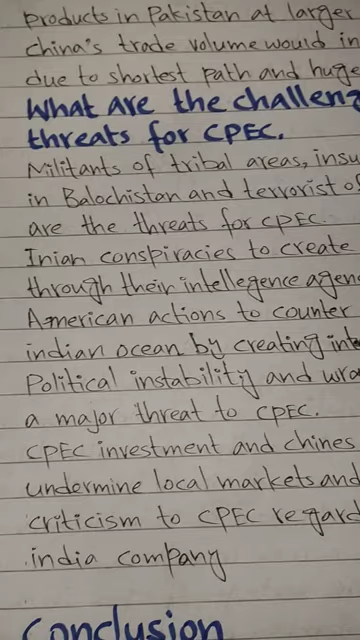 products in Pakistan at larger
china's trade volume would in
due to shortest path and huge
What are the challen
threats for CPEC.
Militants of tribal areas, insu
in Balochistan and terrorist of
are the threats for CPEC.
Inian conspiracies to create
through their intellegence agen
American actions to counter
indian ocean by creating inte
Political instability and wra
a major threat to CPEC.
CPEC investment and chines
undermine local markets and
criticism to CPEC regard
india company
Conclusion